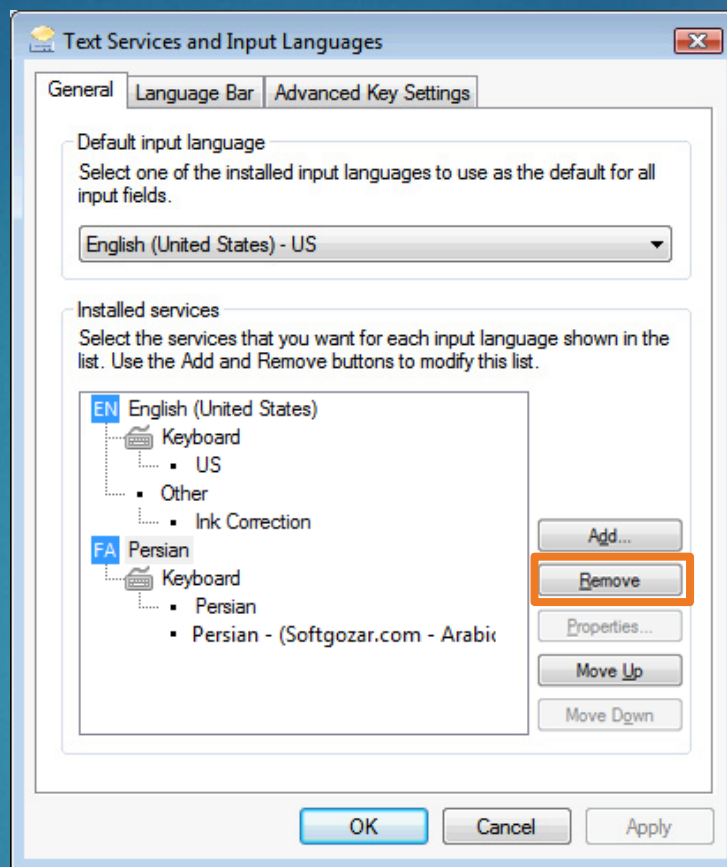 Text Services and Input Languages
General
Language Bar
Advanced Key Settings
Default input language
Select one of the installed input languages to use as the default for all
input fields.
English (United States) - US
Installed services
Select the services that you want for each input language shown in the
list. Use the Add and Remove buttons to modify this list.
EN English (United States)
Keyboard
US
Other
Ink Correction
FA Persian
Keyboard
Persian
Persian - (Softgozar.com - Arabic
Add...
Remove
Properties...
Move Up
Move Down
OK
Cancel
Apply